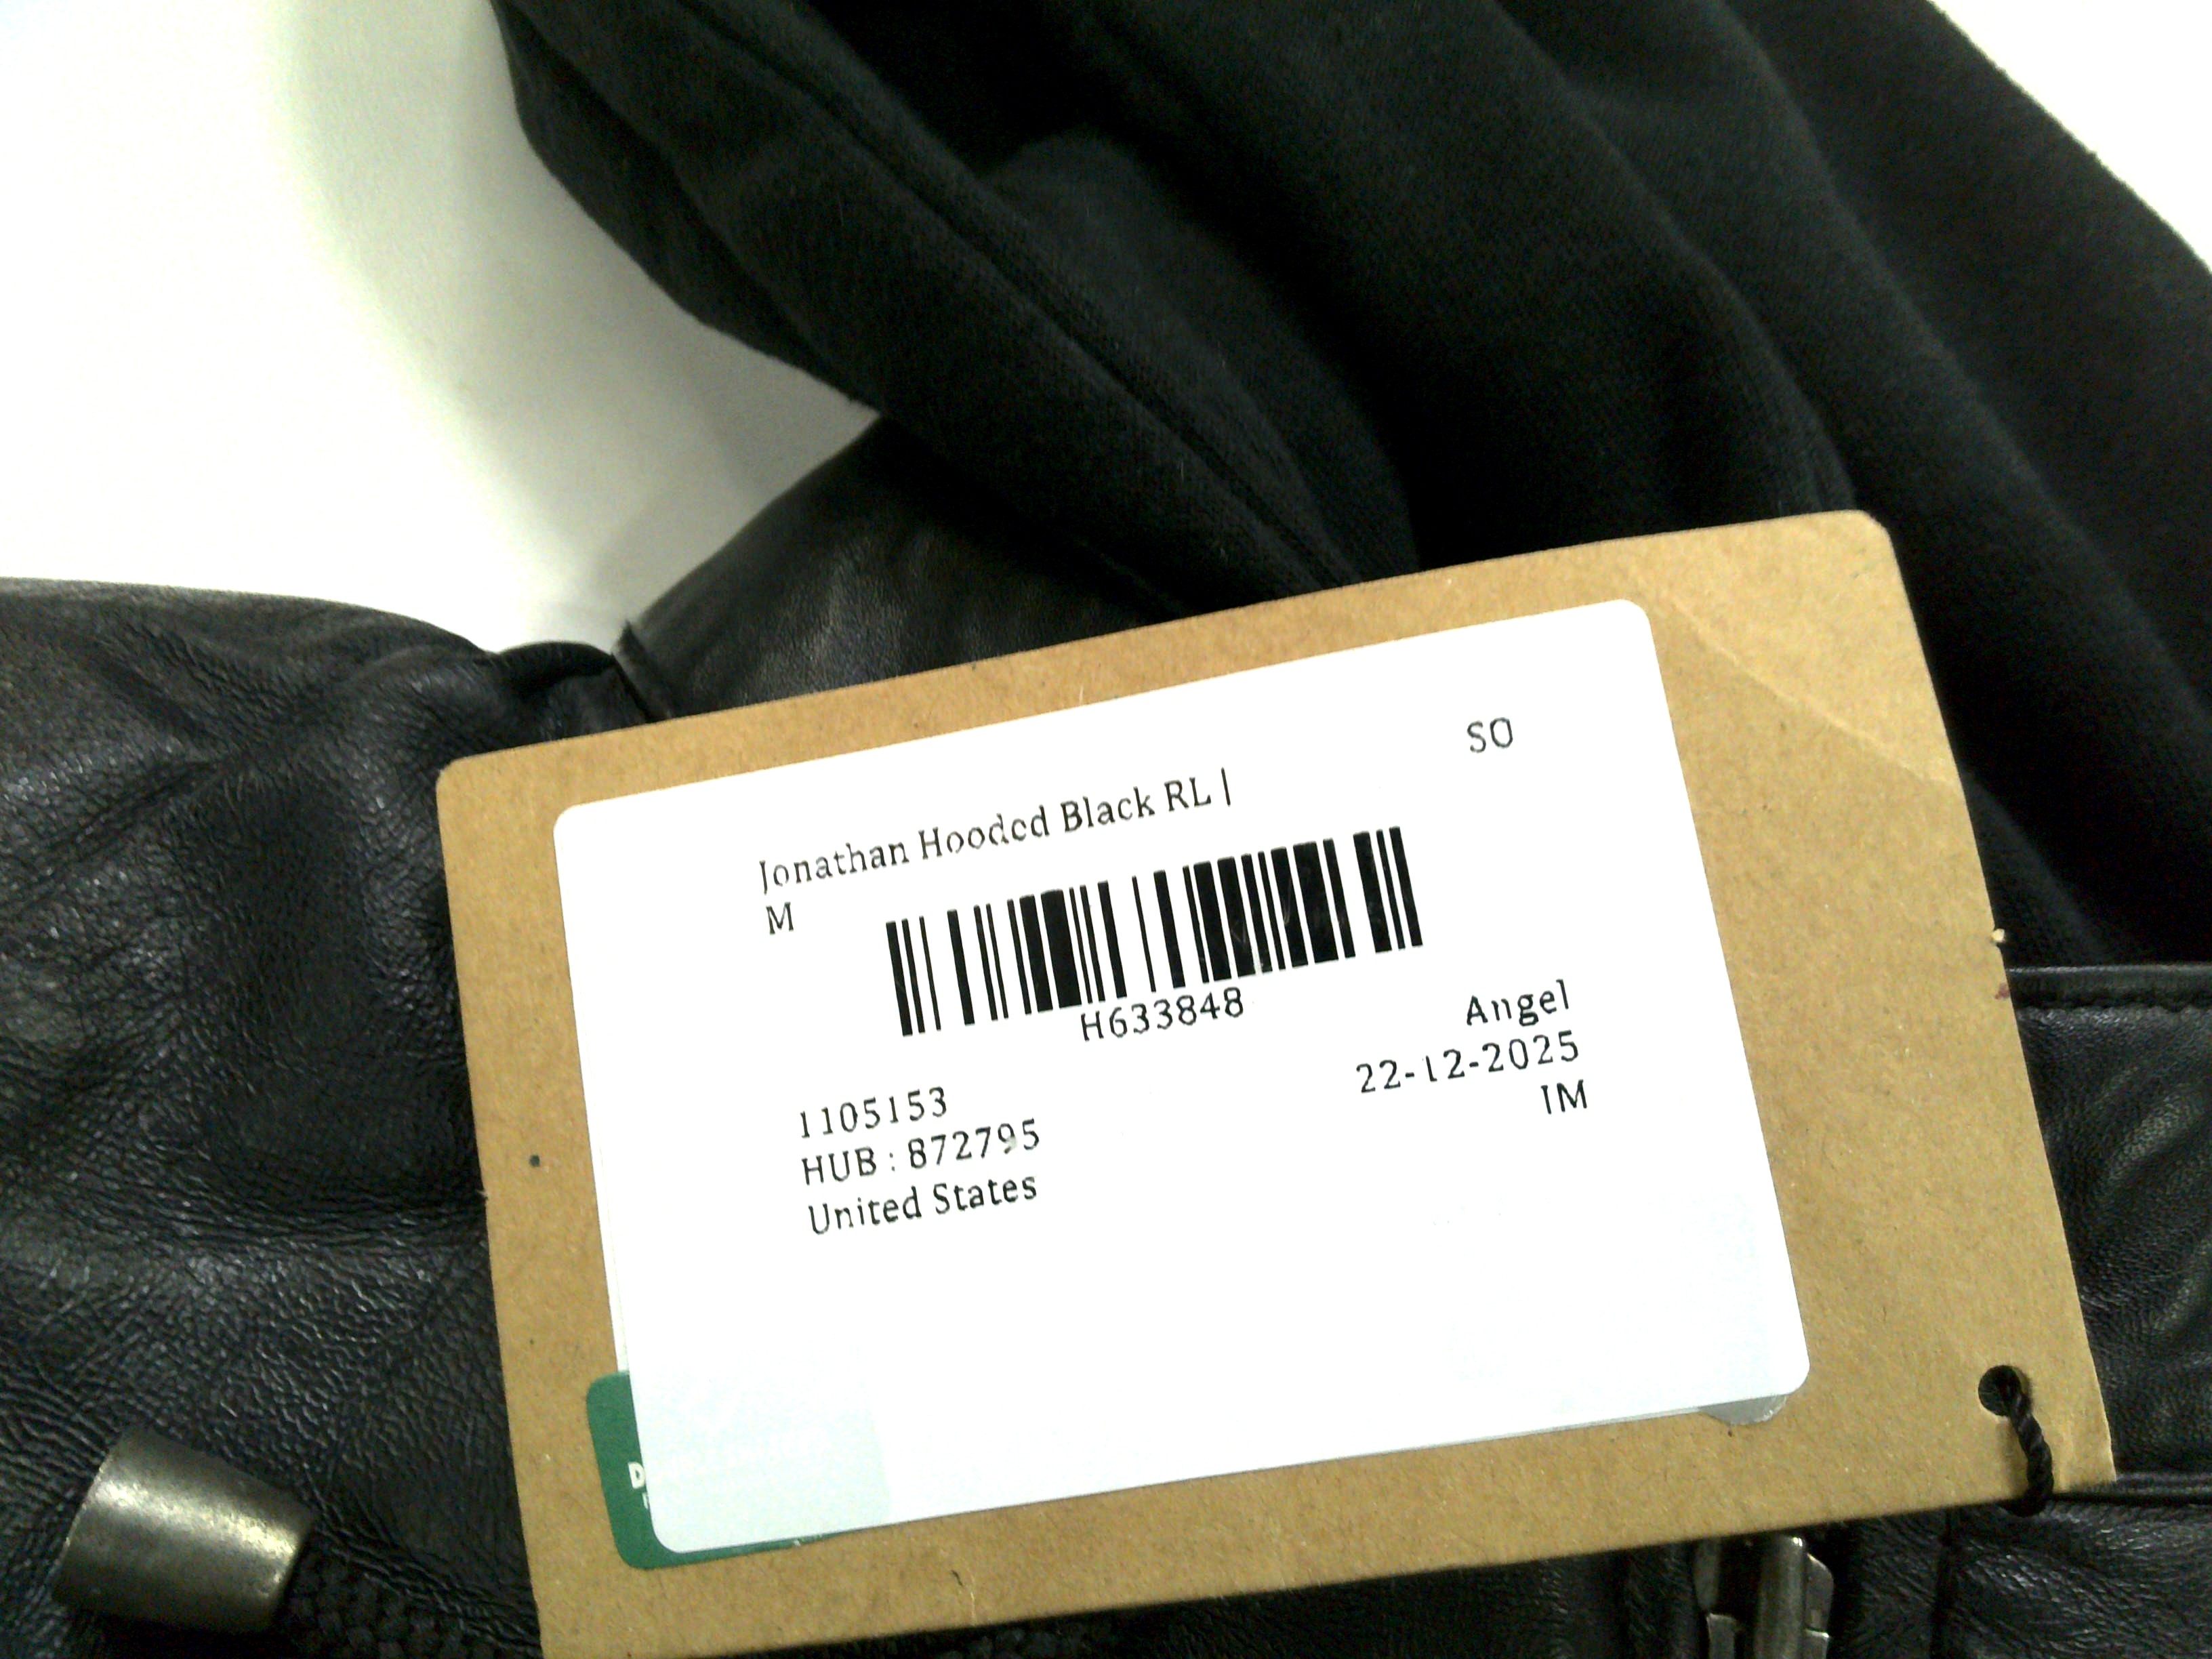 SO
Jonathan Hooded Black RL |
M
H633848
Angel
1105153
22-12-2025
HUB : 872795
IM
United States
D